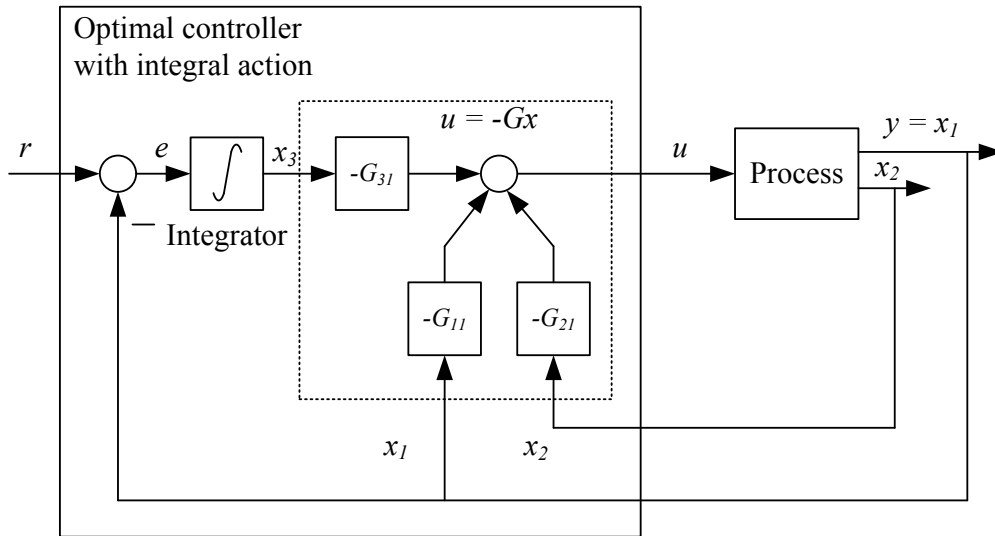 Optimal controller
with integral action
u = -Gx
y = x₁
r
e
x₃
u
x₂
-G₃₁
Process
−
Integrator
-G₁₁
-G₂₁
x₁
x₂